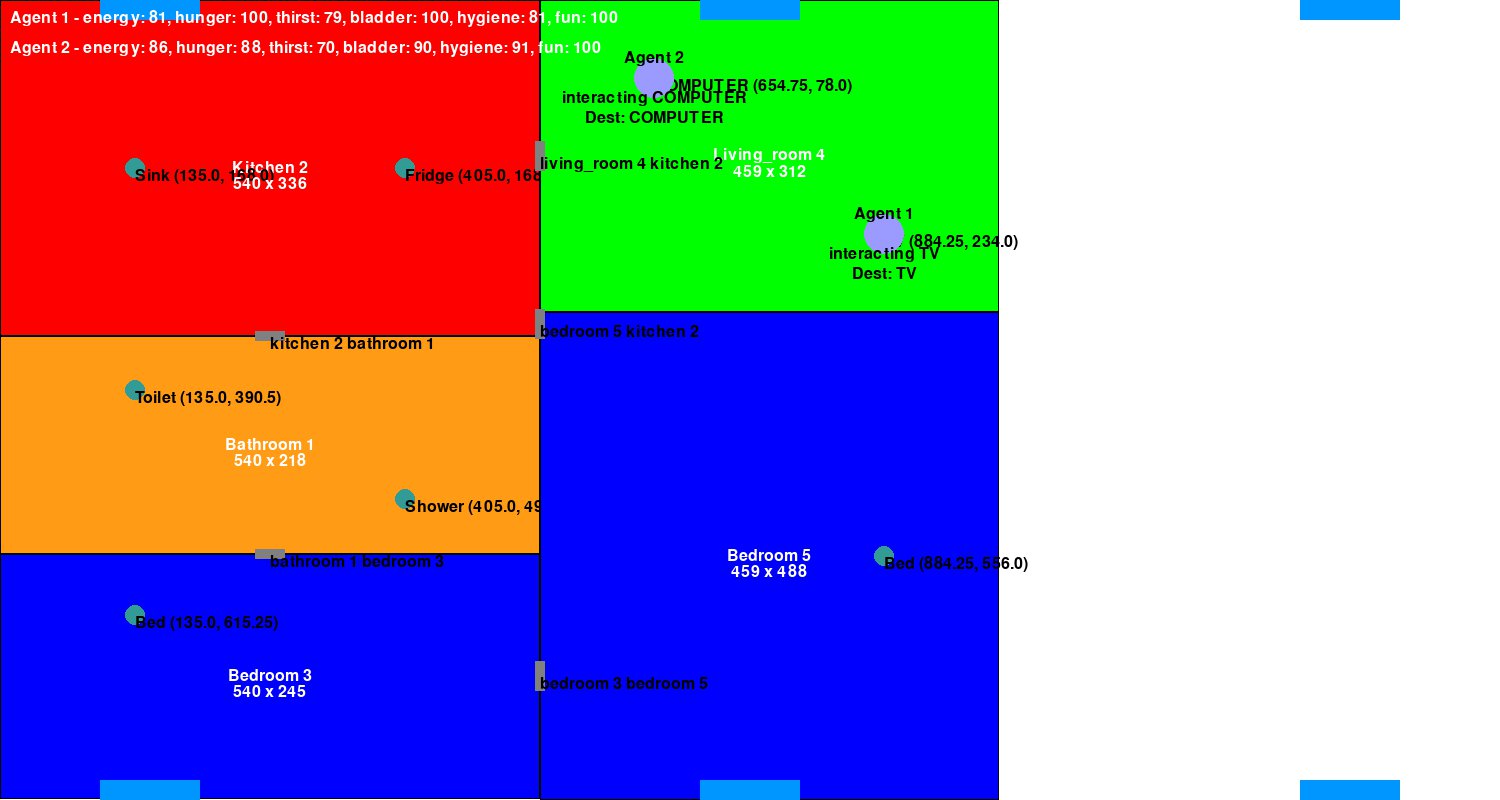 Agent 1 - energy: 81, hunger: 100, thirst: 79, bladder: 100, hygiene: 81, fun: 100
Agent 2 - energy: 86, hunger: 88, thirst: 70, bladder: 90, hygiene: 91, fun: 100
Agent 2
COMPUTER (654.75, 78.0)
interacting COMPUTER
Dest: COMPUTER
living_room 4 kitchen 2
Living_room 4
459 x 312
Kitchen 2
540 x 336
Sink (135.0, 168.0)
Fridge (405.0, 168
Agent 1
(884.25, 234.0)
interacting TV
Dest: TV
bedroom 5 kitchen 2
kitchen 2 bathroom 1
Toilet (135.0, 390.5)
Bathroom 1
540 x 218
Shower (405.0, 49
bathroom 1 bedroom 3
Bedroom 5
459 x 488
Bed (884.25, 556.0)
Bed (135.0, 615.25)
Bedroom 3
540 x 245
bedroom 3 bedroom 5